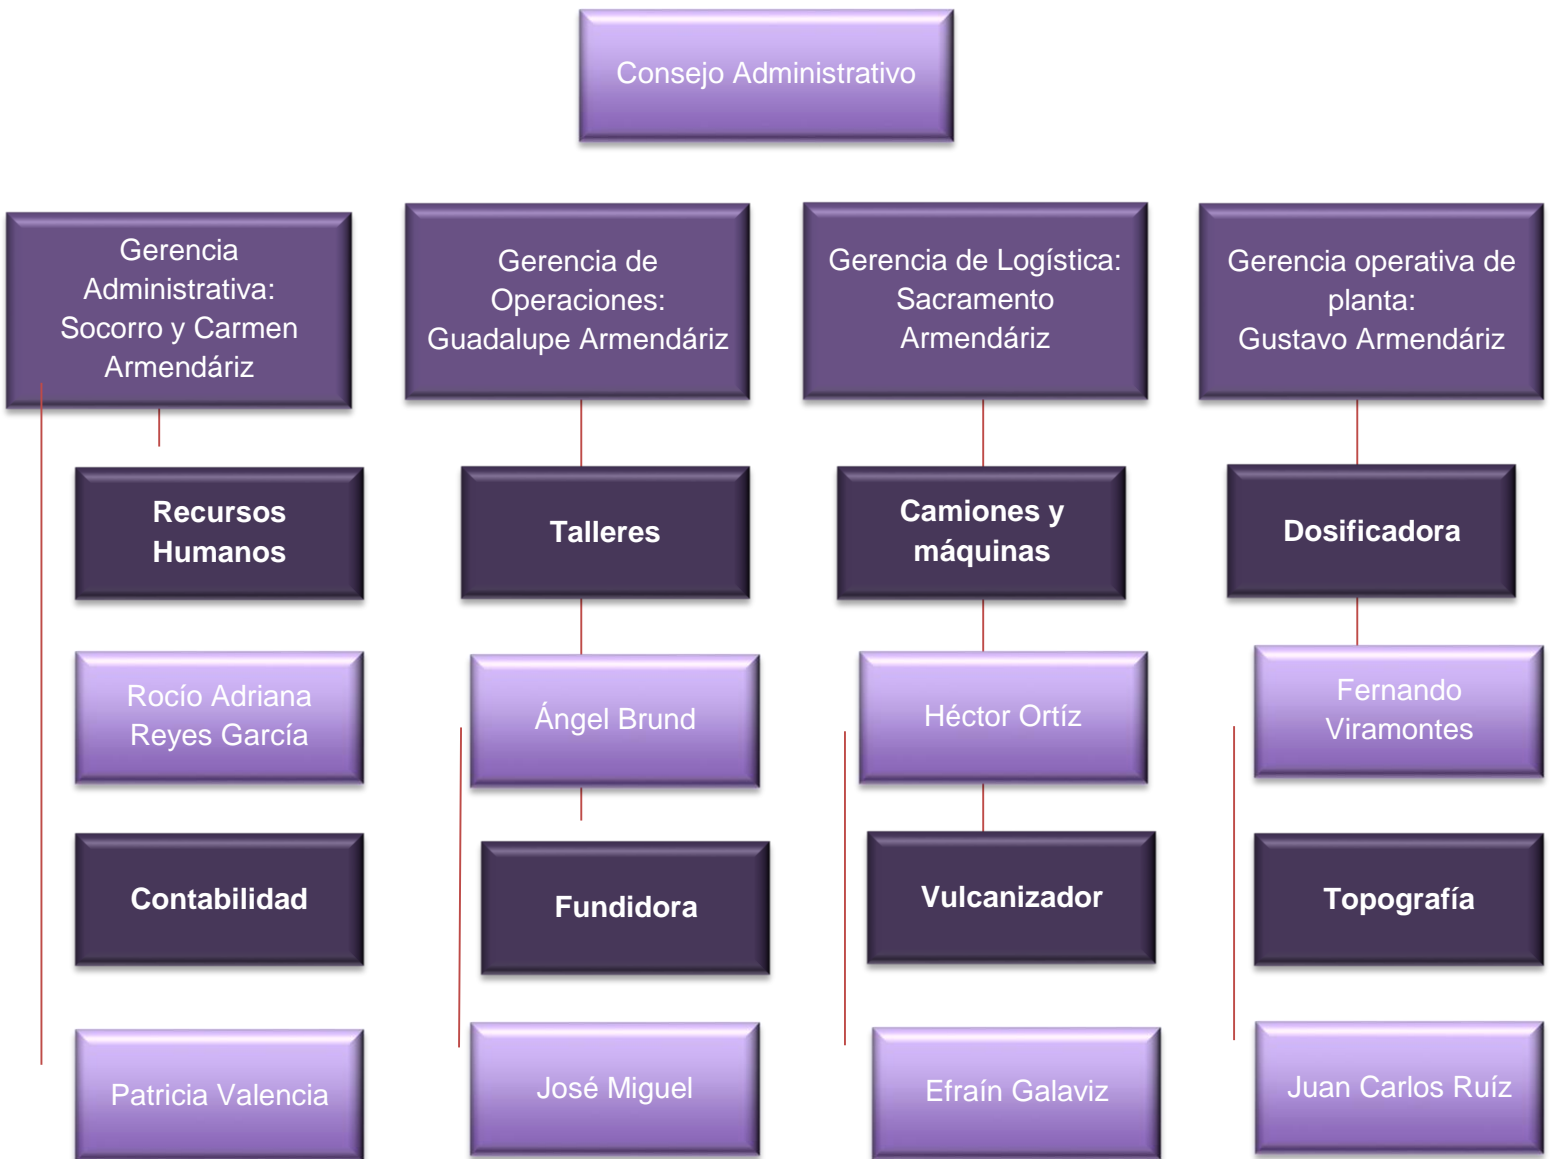 Consejo Administrativo
Gerencia
Administrativa:
Socorro y Carmen
Armendáriz
Gerencia de
Operaciones:
Guadalupe Armendáriz
Gerencia de Logística:
Sacramento
Armendáriz
Gerencia operativa de
planta:
Gustavo Armendáriz
Recursos
Humanos
Talleres
Camiones y
máquinas
Dosificadora
Rocío Adriana
Reyes García
Ángel Brund
Héctor Ortíz
Fernando
Viramontes
Contabilidad
Fundidora
Vulcanizador
Topografía
Patricia Valencia
José Miguel
Efraín Galaviz
Juan Carlos Ruíz